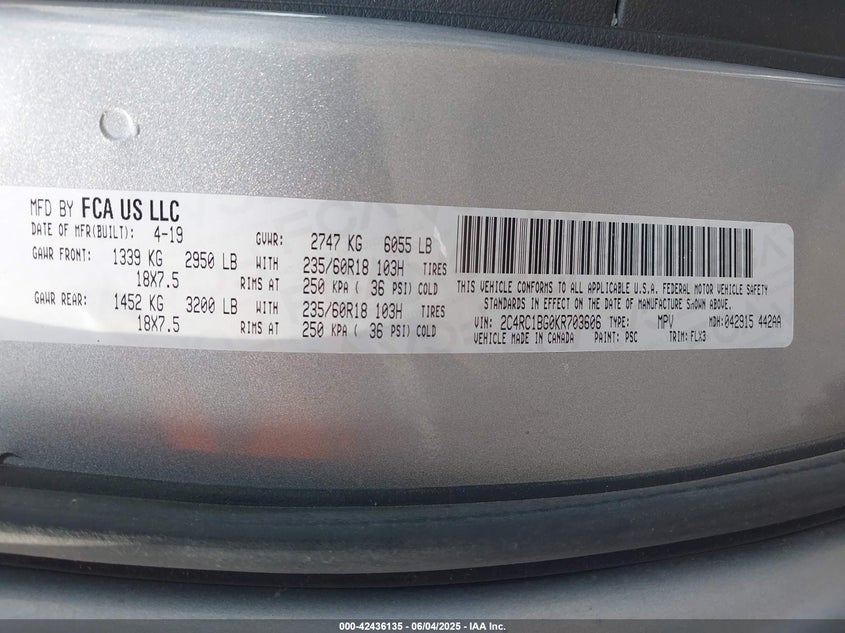 MFD BY FCA US LLC
DATE OF MFR(BUILT): 4-19 GVWR: 2747 KG 6055 LB
GAWR FRONT: 1339 KG 2950 LB WITH 235/60R18 103H TIRES
18X7.5 RIMS AT 250 KPA ( 36 PSI) COLD
GAWR REAR: 1452 KG 3200 LB WITH 235/60R18 103H TIRES
18X7.5 RIMS AT 250 KPA ( 36 PSI) COLD
THIS VEHICLE CONFORMS TO ALL APPLICABLE U.S.A. FEDERAL MOTOR VEHICLE SAFETY
STANDARDS IN EFFECT ON THE DATE OF MANUFACTURE SHOWN ABOVE.
VIN: 2C4RC1BG0KR703606 TYPE: MPV MDH: 042915 442AA
VEHICLE MADE IN CANADA PAINT: PSC TRIM: FLX3
000-42436135 - 06/04/2025 - IAA Inc.